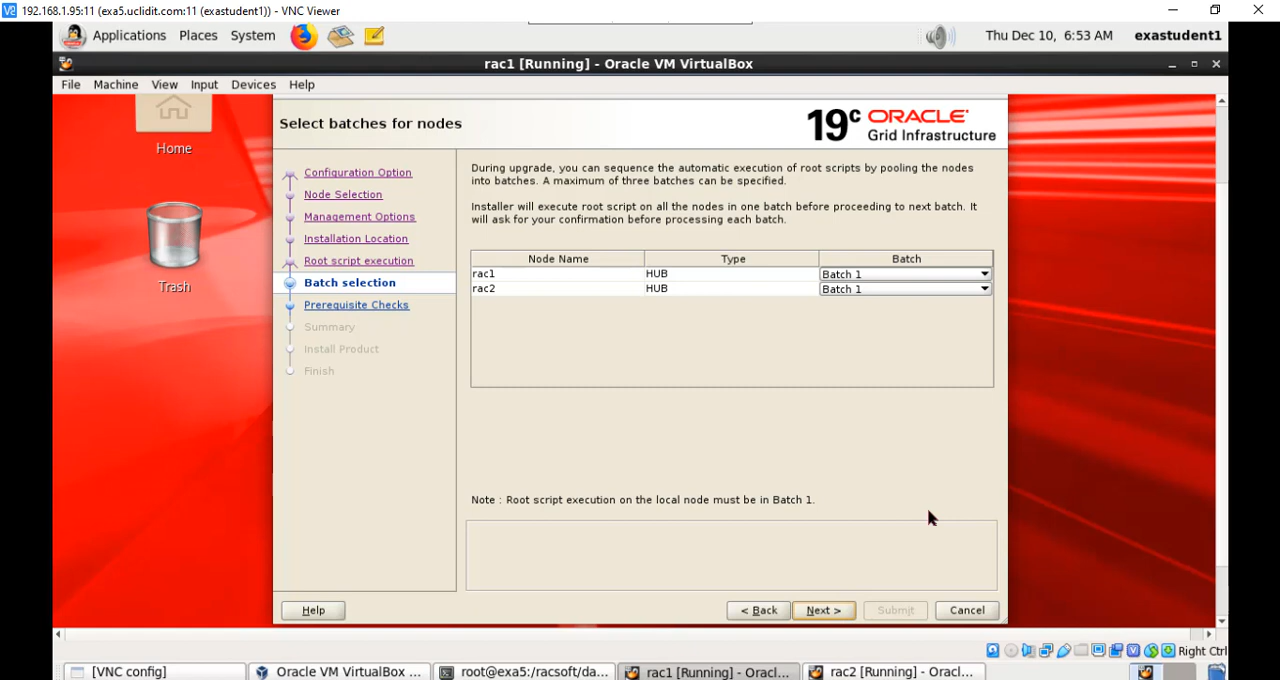 192.168.1.95:11 (exa5.uclidit.com:11 (exastudent1)) - VNC Viewer
Applications Places System Thu Dec 10, 6:53 AM exastudent1
rac1 [Running] - Oracle VM VirtualBox
File Machine View Input Devices Help
Home
Trash
Select batches for nodes
19c ORACLE
Grid Infrastructure
Configuration Option
Node Selection
Management Options
Installation Location
Root script execution
Batch selection
Prerequisite Checks
Summary
Install Product
Finish
During upgrade, you can sequence the automatic execution of root scripts by pooling the nodes
into batches. A maximum of three batches can be specified.
Installer will execute root script on all the nodes in one batch before proceeding to next batch. It
will ask for your confirmation before processing each batch.
Node Name Type Batch
rac1 HUB Batch 1
rac2 HUB Batch 1
Note : Root script execution on the local node must be in Batch 1.
Help < Back Next > Submit Cancel
Right Ctrl
[VNC config] Oracle VM VirtualBox ... root@exa5:/racsoft/da... rac1 [Running] - Oracl... rac2 [Running] - Oracl...